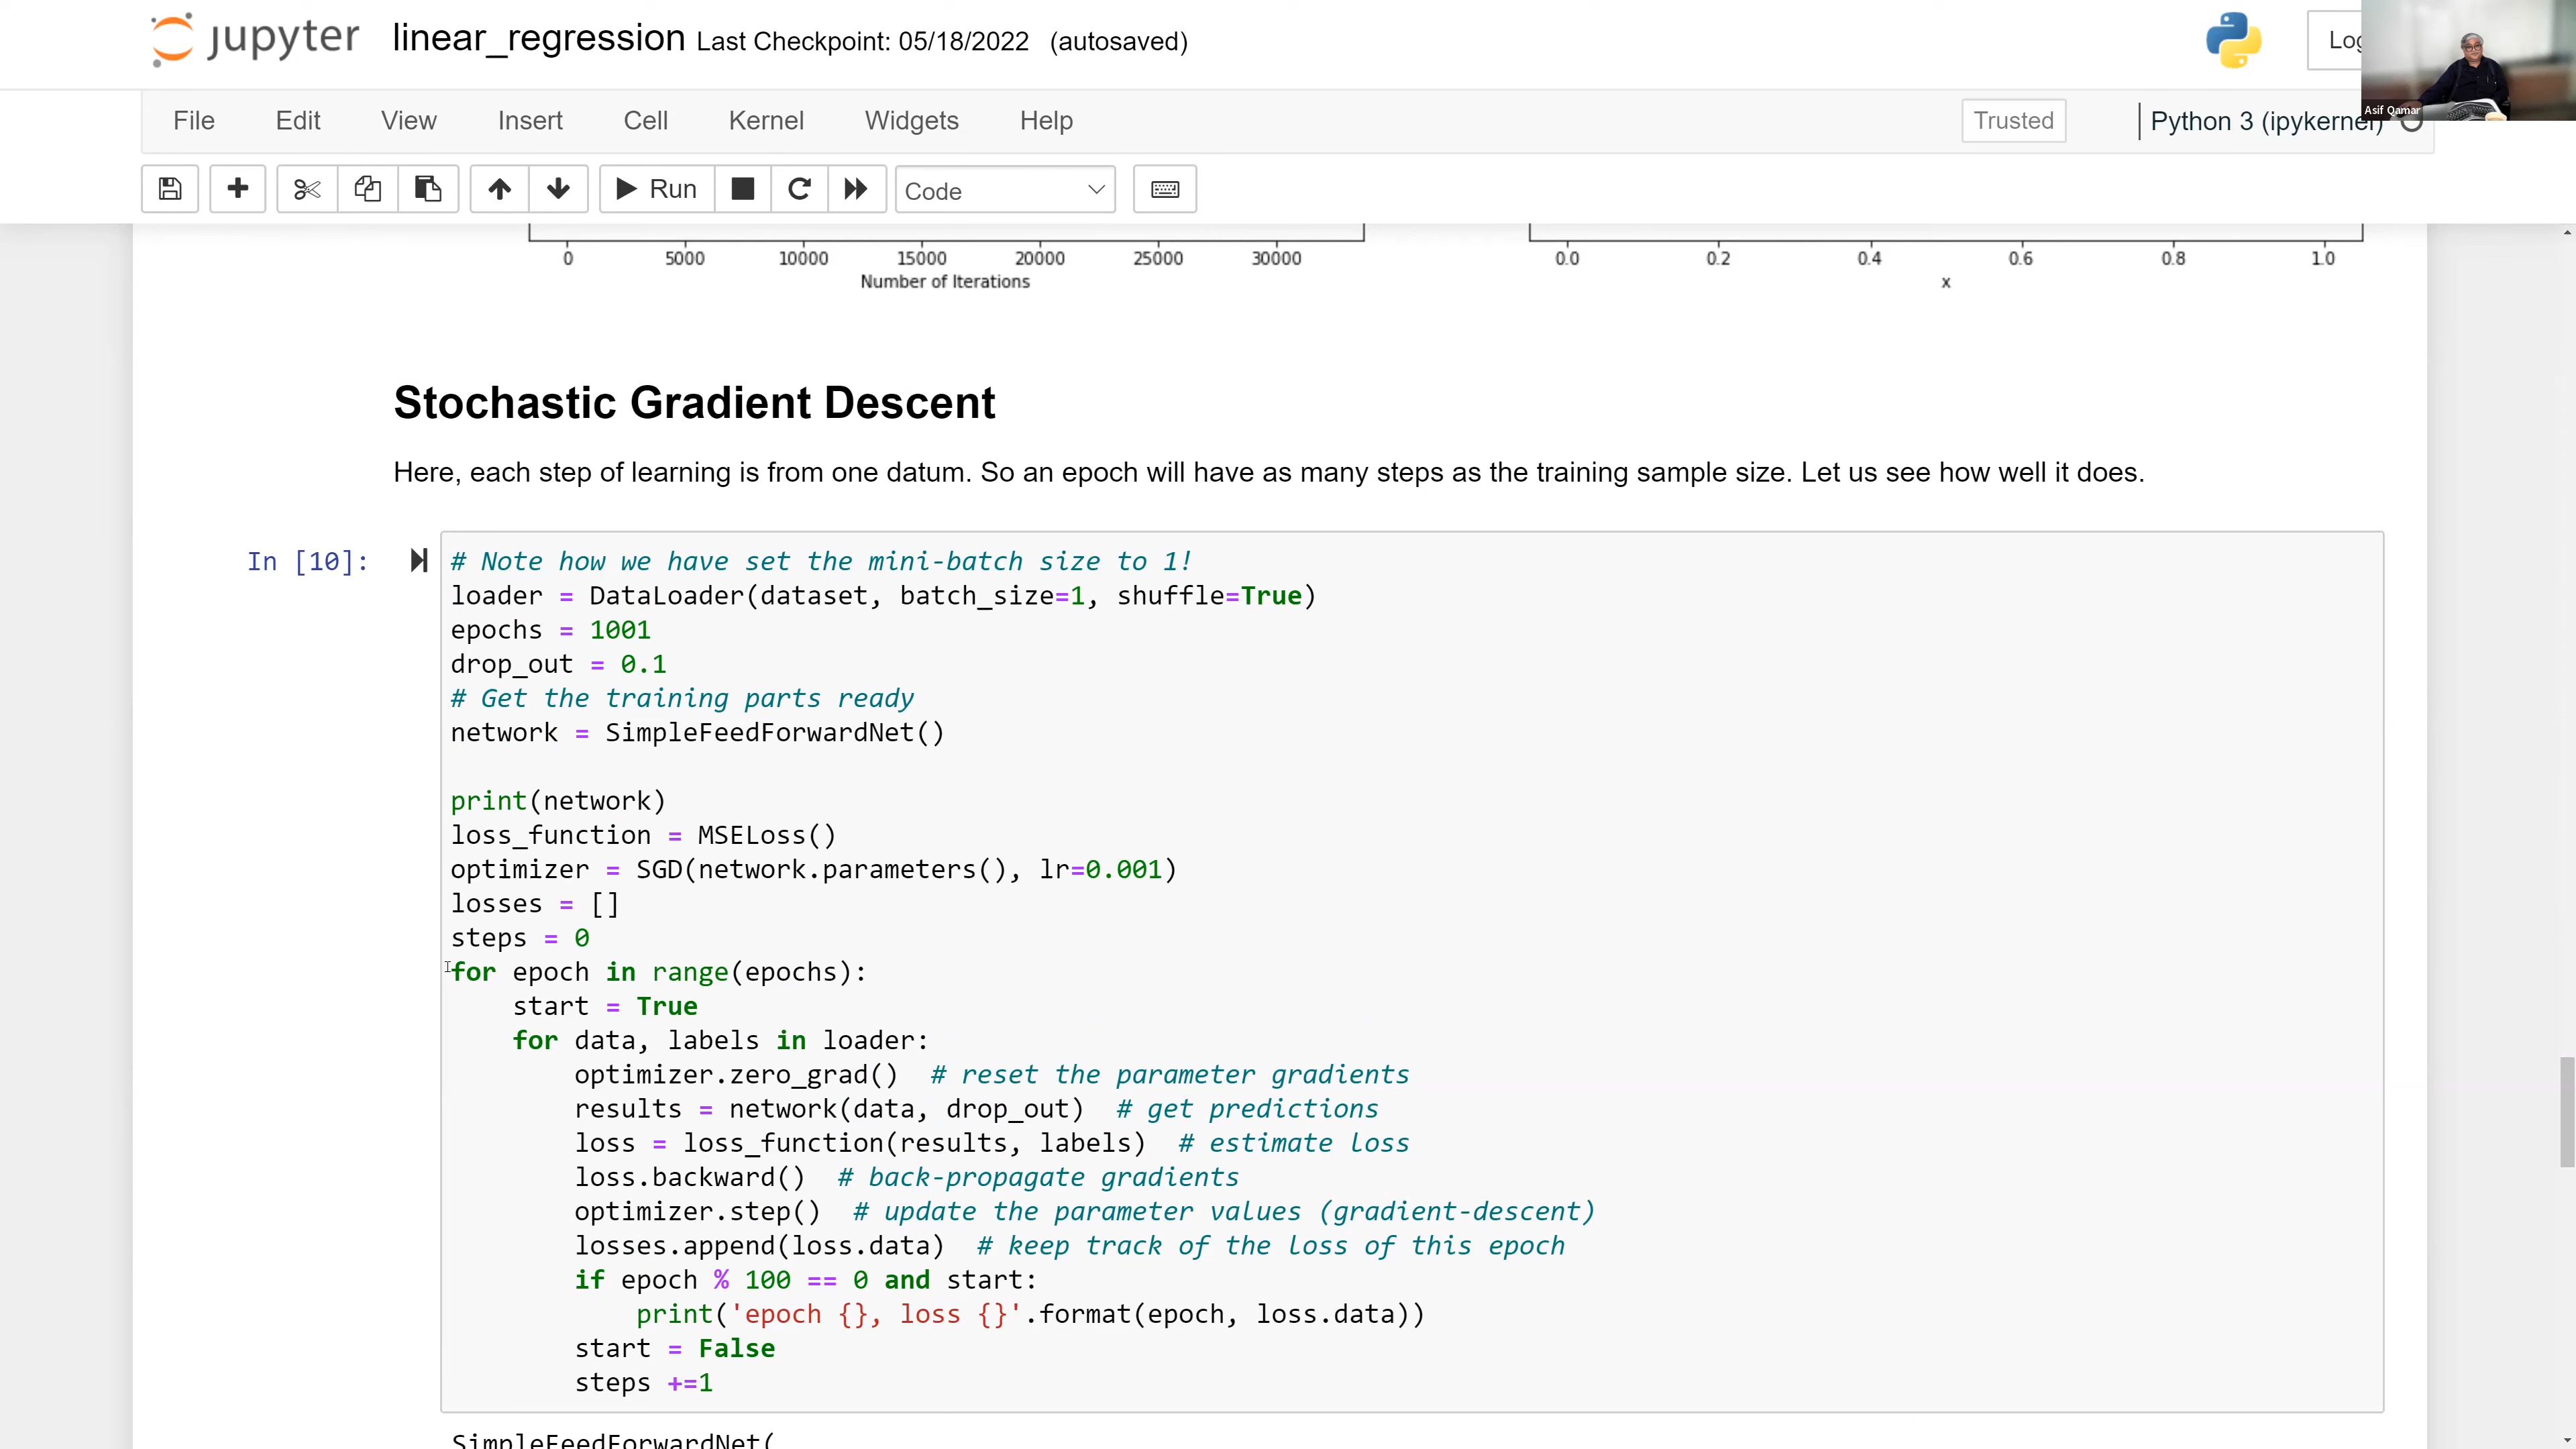 jupyter linear_regression Last Checkpoint: 05/18/2022 (autosaved)
Asif Qamar
File Edit View Insert Cell Kernel Widgets Help Trusted Python 3 (ipykernel)
Run Code
0 5000 10000 15000 20000 25000 30000
Number of Iterations
0.0 0.2 0.4 0.6 0.8 1.0
x
Stochastic Gradient Descent
Here, each step of learning is from one datum. So an epoch will have as many steps as the training sample size. Let us see how well it does.
In [10]:
# Note how we have set the mini-batch size to 1!
loader = DataLoader(dataset, batch_size=1, shuffle=True)
epochs = 1001
drop_out = 0.1
# Get the training parts ready
network = SimpleFeedForwardNet()
print(network)
loss_function = MSELoss()
optimizer = SGD(network.parameters(), lr=0.001)
losses = []
steps = 0
for epoch in range(epochs):
    start = True
    for data, labels in loader:
        optimizer.zero_grad()  # reset the parameter gradients
        results = network(data, drop_out)  # get predictions
        loss = loss_function(results, labels)  # estimate loss
        loss.backward()  # back-propagate gradients
        optimizer.step()  # update the parameter values (gradient-descent)
        losses.append(loss.data)  # keep track of the loss of this epoch
        if epoch % 100 == 0 and start:
            print('epoch {}, loss {}'.format(epoch, loss.data))
        start = False
        steps +=1
SimpleFeedForwardNet(